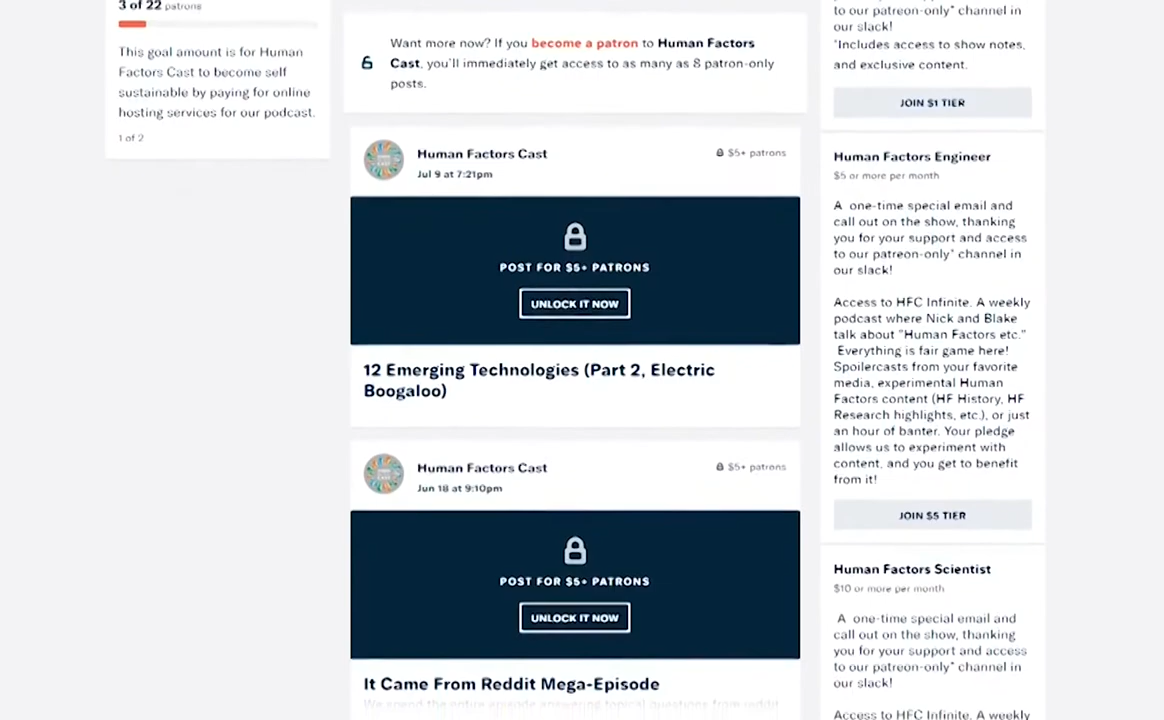 3 of 22 patrons
This goal amount is for Human
Factors Cast to become self
sustainable by paying for online
hosting services for our podcast.
1 of 2
Want more now? If you become a patron to Human Factors
Cast, you'll immediately get access to as many as 8 patron-only
posts.
Human Factors Cast
$5+ patrons
Jul 9 at 7:21pm
POST FOR $5+ PATRONS
UNLOCK IT NOW
12 Emerging Technologies (Part 2, Electric
Boogaloo)
Human Factors Cast
$5+ patrons
Jun 18 at 9:10pm
POST FOR $5+ PATRONS
UNLOCK IT NOW
It Came From Reddit Mega-Episode
We spend the entire episode answering topical questions from reddit
to our patreon-only* channel in
our slack!
*Includes access to show notes,
and exclusive content.
JOIN $1 TIER
Human Factors Engineer
$5 or more per month
A one-time special email and
call out on the show, thanking
you for your support and access
to our patreon-only* channel in
our slack!
Access to HFC Infinite. A weekly
podcast where Nick and Blake
talk about "Human Factors etc."
Everything is fair game here!
Spoilercasts from your favorite
media, experimental Human
Factors content (HF History, HF
Research highlights, etc.), or just
an hour of banter. Your pledge
allows us to experiment with
content, and you get to benefit
from it!
JOIN $5 TIER
Human Factors Scientist
$10 or more per month
A one-time special email and
call out on the show, thanking
you for your support and access
to our patreon-only* channel in
our slack!
Access to HFC Infinite. A weekly